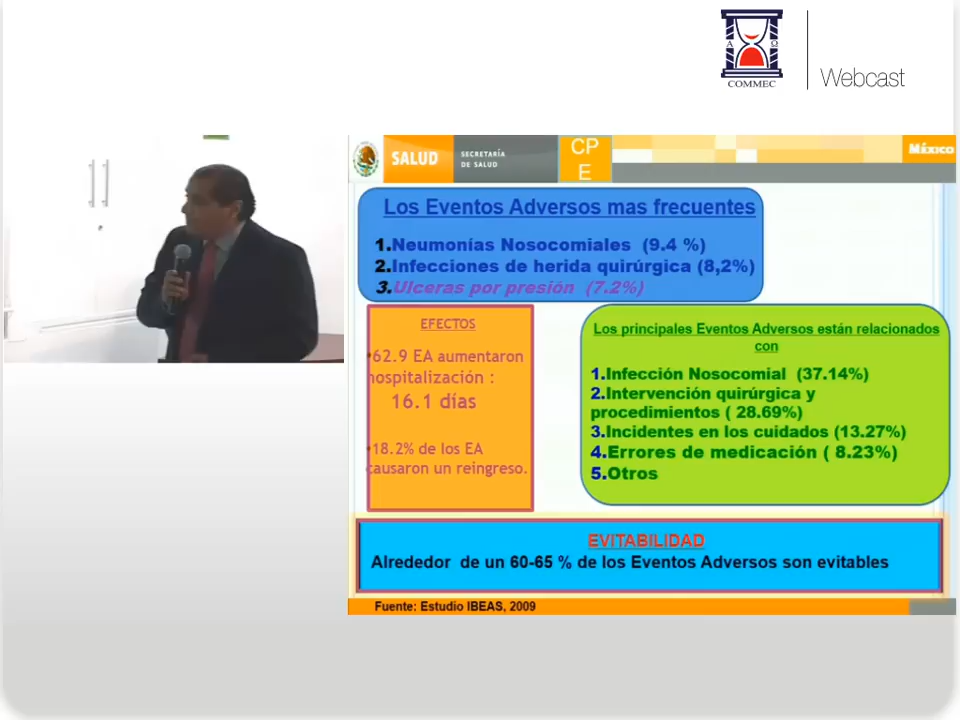 A Ω
COMMEC
Webcast
SALUD
SECRETARÍA
DE SALUD
CP
E
México
Los Eventos Adversos mas frecuentes
1.Neumonías Nosocomiales (9.4 %)
2.Infecciones de herida quirúrgica (8,2%)
3.Ulceras por presión (7.2%)
EFECTOS
•62.9 EA aumentaron
hospitalización :
16.1 días
•18.2% de los EA
causaron un reingreso.
Los principales Eventos Adversos están relacionados
con
1.Infección Nosocomial (37.14%)
2.Intervención quirúrgica y
procedimientos ( 28.69%)
3.Incidentes en los cuidados (13.27%)
4.Errores de medicación ( 8.23%)
5.Otros
EVITABILIDAD
Alrededor de un 60-65 % de los Eventos Adversos son evitables
Fuente: Estudio IBEAS, 2009